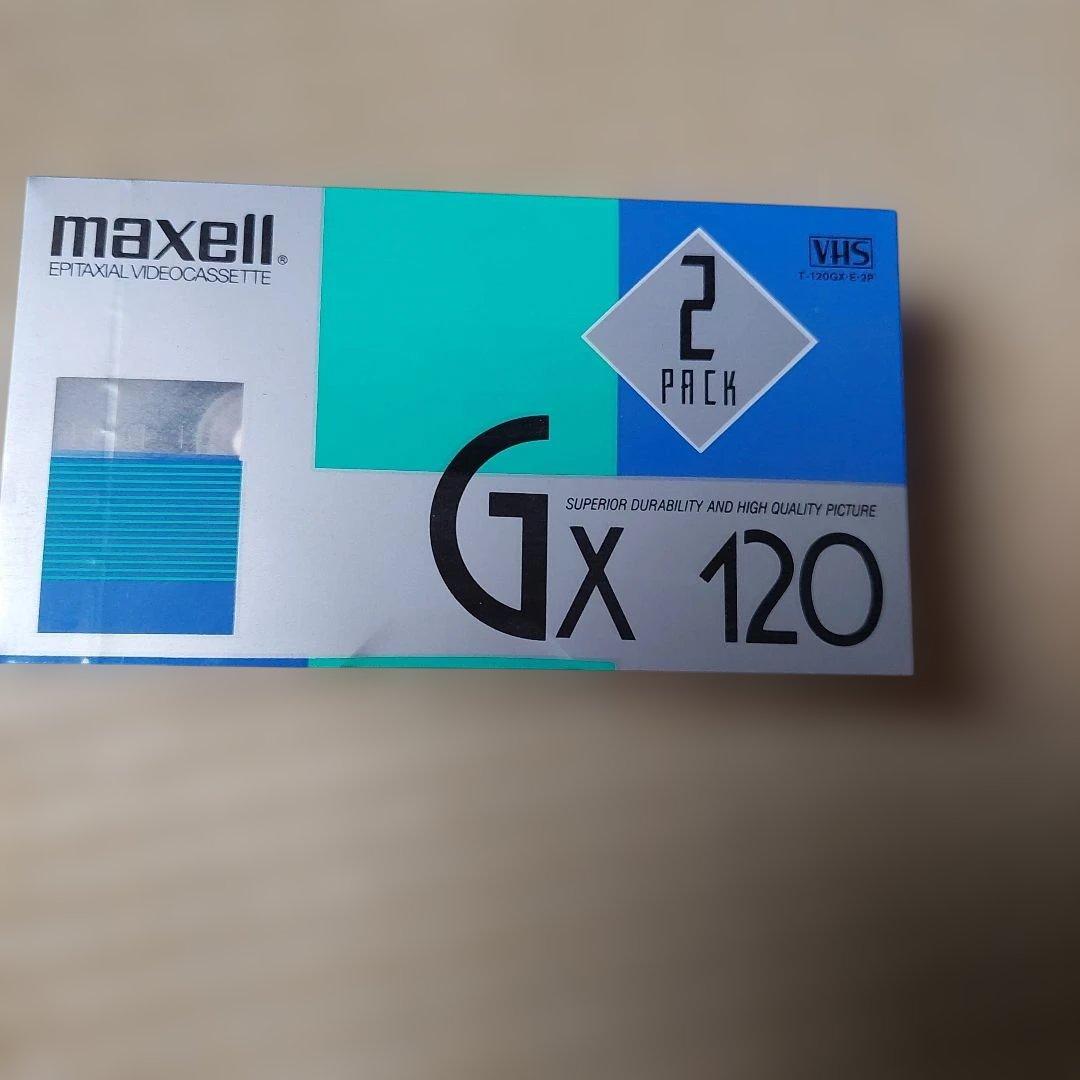 maxell®
EPITAXIAL VIDEOCASSETTE
2
PACK
VHS
T-120GX·E·2P
SUPERIOR DURABILITY AND HIGH QUALITY PICTURE
GX 120